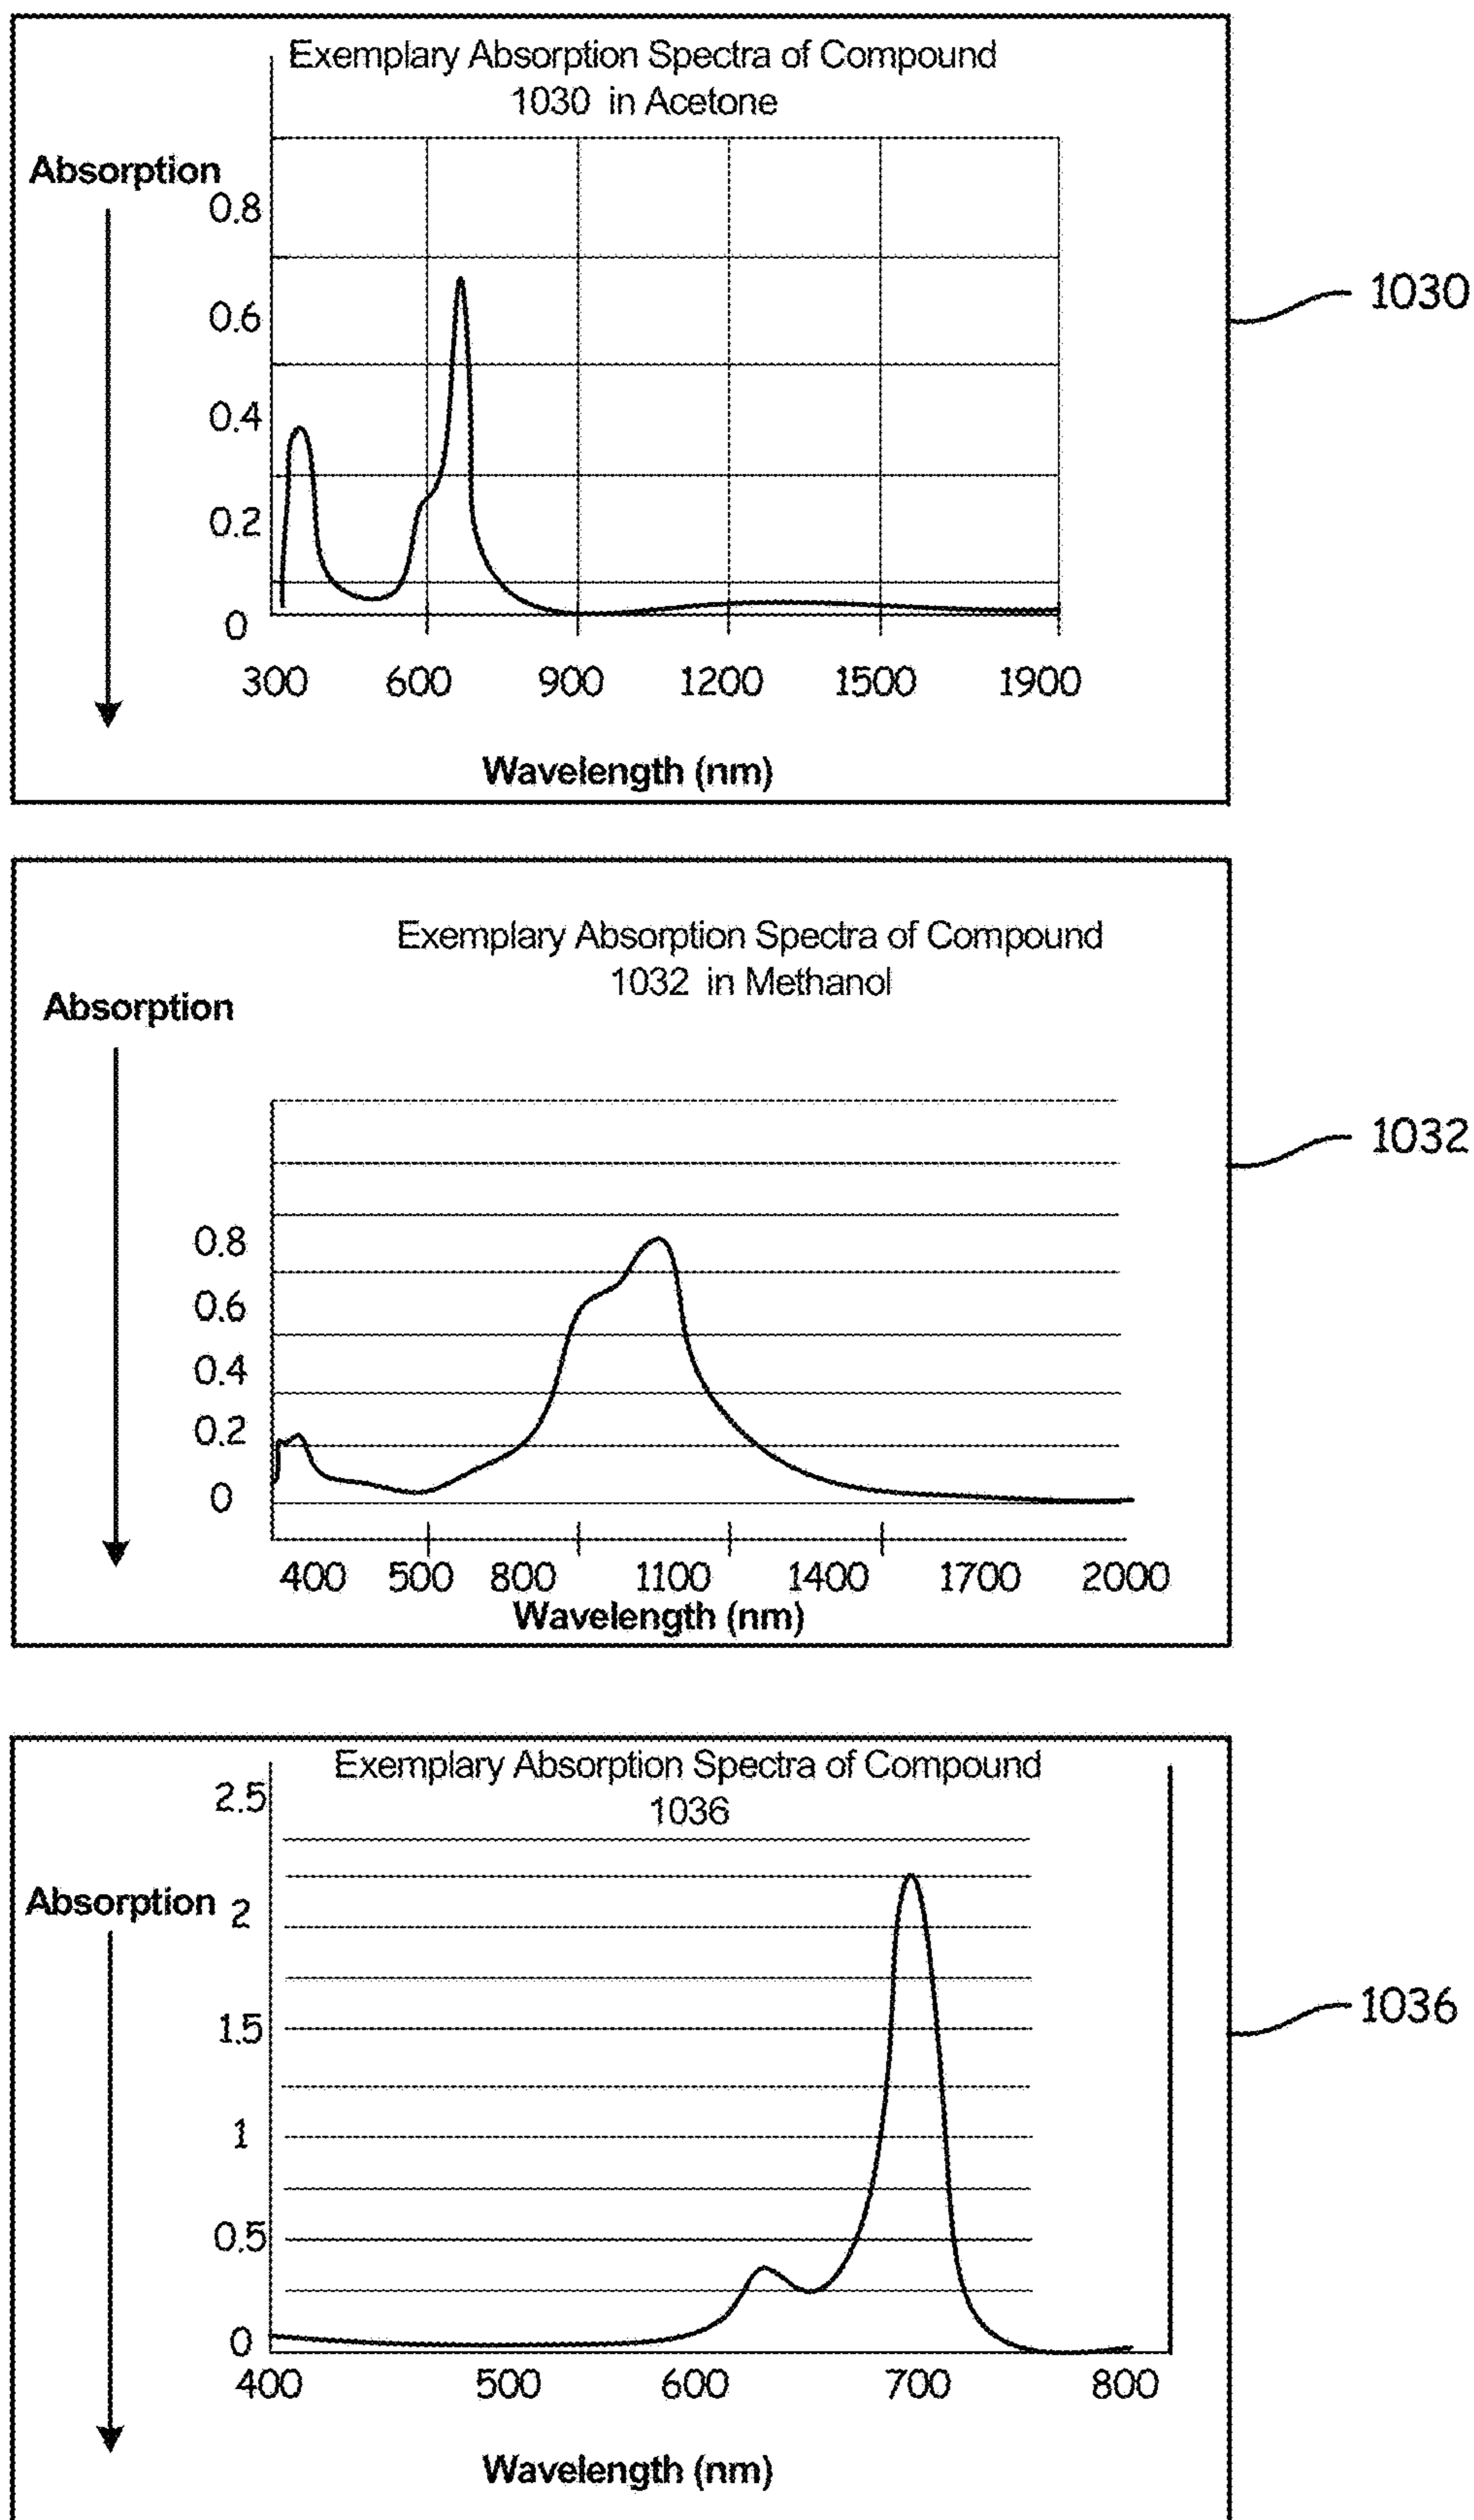 Exemplary Absorption Spectra of Compound
1030 in Acetone
Absorption
0.8
0.6
0.4
0.2
0
300 600 900 1200 1500 1900
Wavelength (nm)
1030
Exemplary Absorption Spectra of Compound
1032 in Methanol
Absorption
0.8
0.6
0.4
0.2
0
400 500 800 1100 1400 1700 2000
Wavelength (nm)
1032
Exemplary Absorption Spectra of Compound
1036
2.5
Absorption
2
1.5
1
0.5
0
400 500 600 700 800
Wavelength (nm)
1036